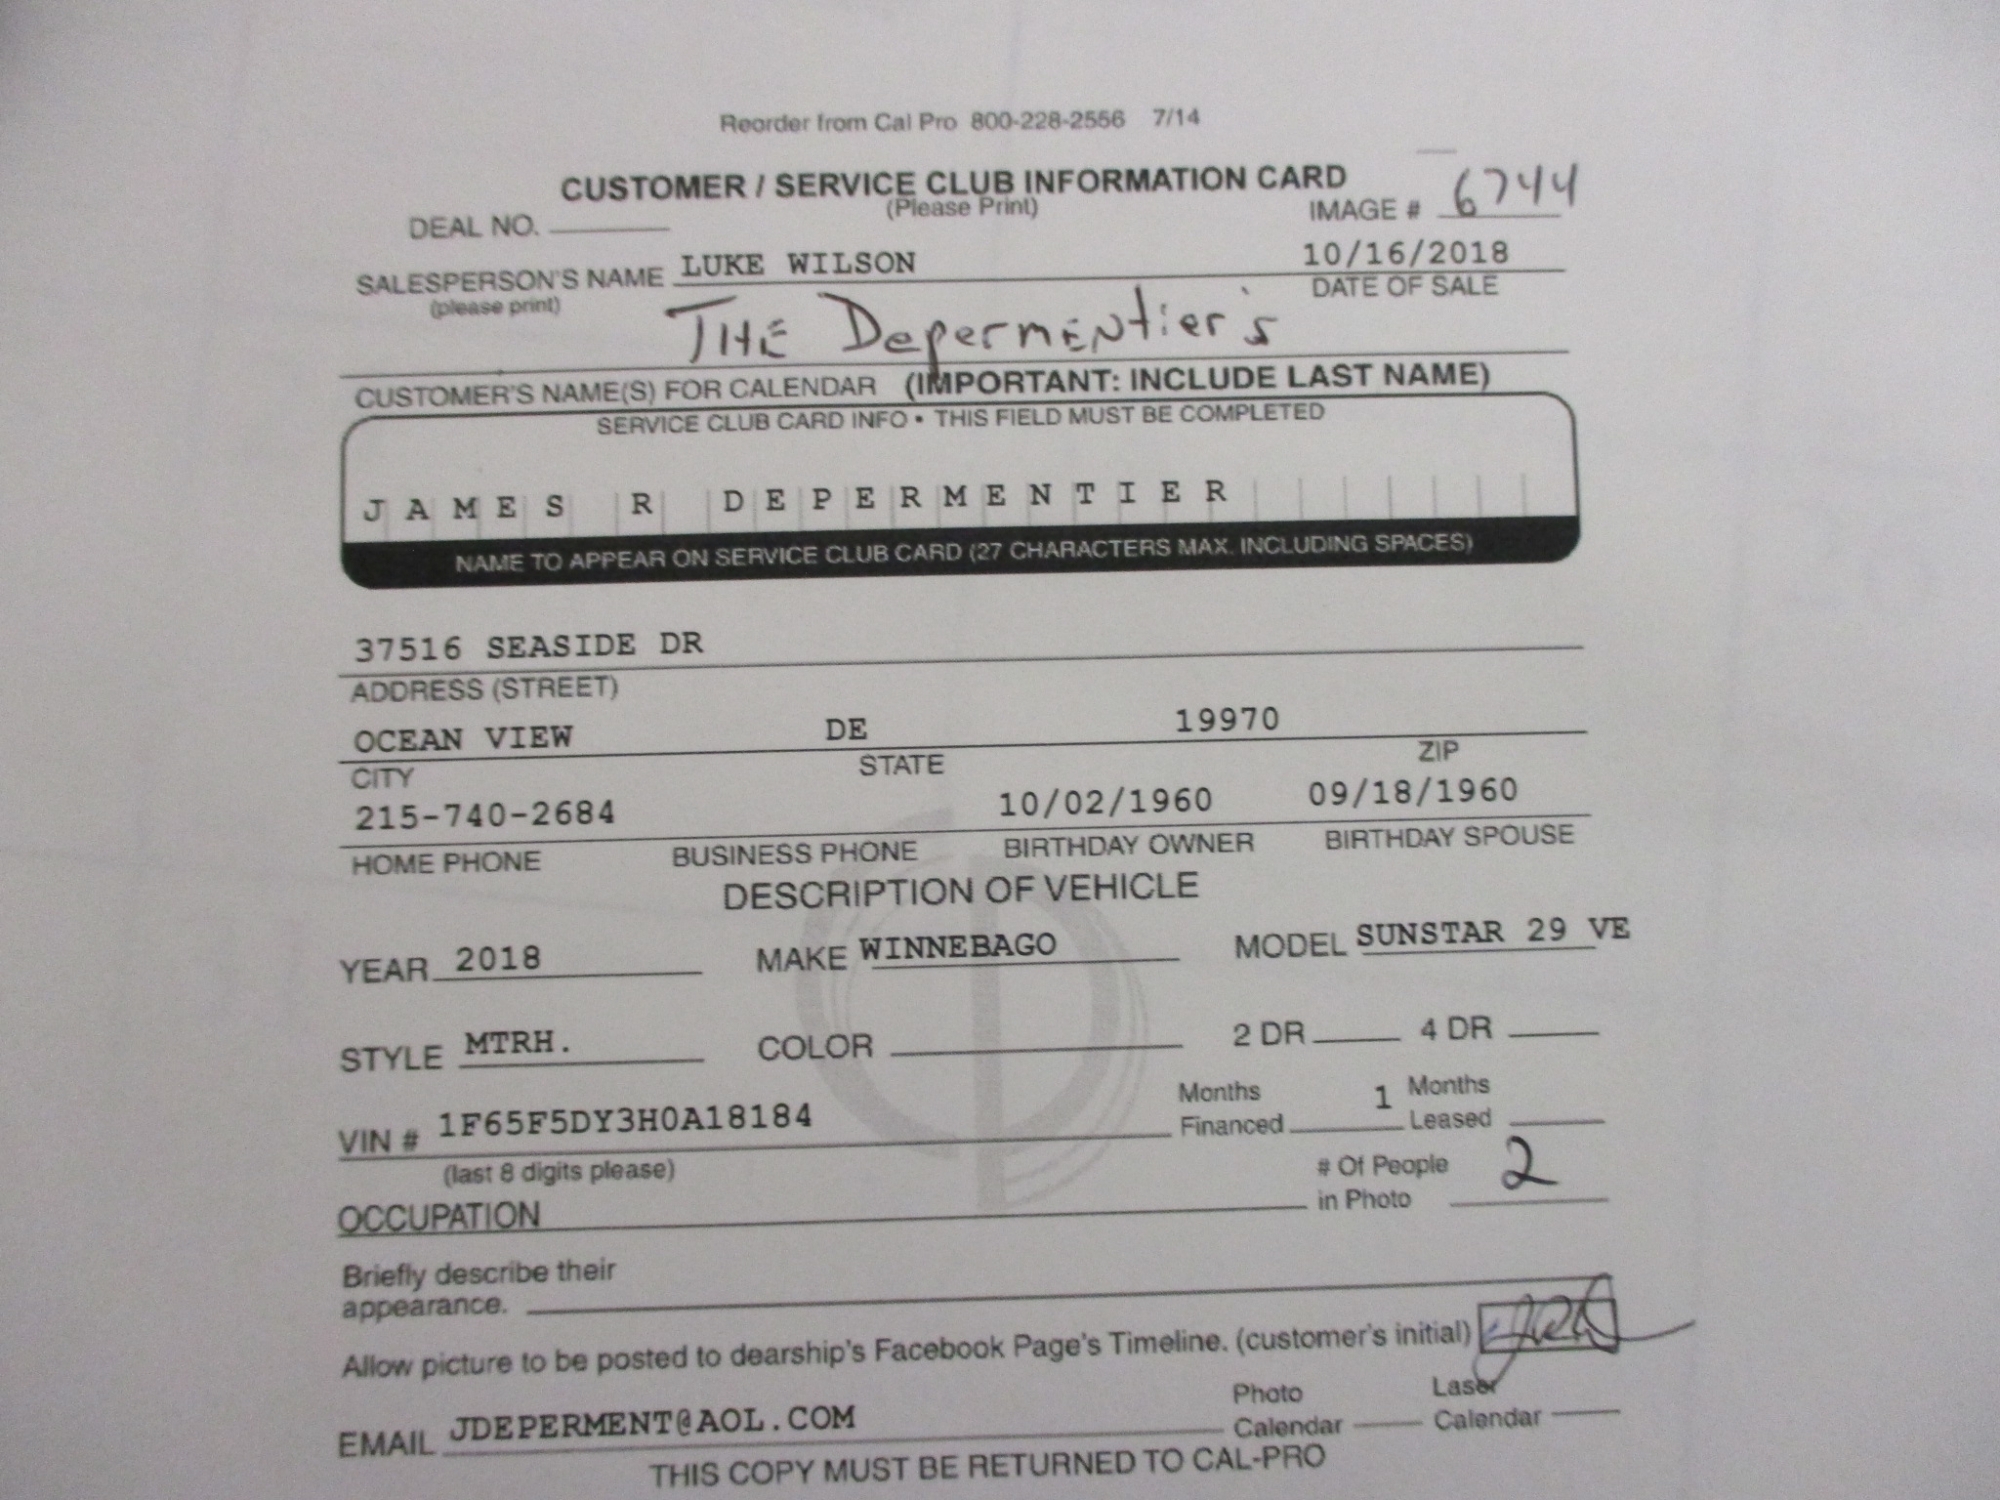 Reorder from Cal Pro 800-228-2556 7/14
CUSTOMER / SERVICE CLUB INFORMATION CARD
(Please Print)
DEAL NO.
IMAGE # 6744
SALESPERSON'S NAME LUKE WILSON
(please print)
10/16/2018
DATE OF SALE
THE Depermentier's
CUSTOMER'S NAME(S) FOR CALENDAR (IMPORTANT: INCLUDE LAST NAME)
SERVICE CLUB CARD INFO • THIS FIELD MUST BE COMPLETED
JAMES R DEPERMENTIER
NAME TO APPEAR ON SERVICE CLUB CARD (27 CHARACTERS MAX. INCLUDING SPACES)
37516 SEASIDE DR
ADDRESS (STREET)
OCEAN VIEW DE 19970
CITY STATE ZIP
215-740-2684 10/02/1960 09/18/1960
HOME PHONE BUSINESS PHONE BIRTHDAY OWNER BIRTHDAY SPOUSE
DESCRIPTION OF VEHICLE
YEAR 2018 MAKE WINNEBAGO MODEL SUNSTAR 29 VE
STYLE MTRH. COLOR 2 DR 4 DR
VIN # 1F65F5DY3H0A18184
(last 8 digits please)
Months Financed 1 Months Leased
OCCUPATION
# Of People in Photo 2
Briefly describe their
appearance.
Allow picture to be posted to dearship's Facebook Page's Timeline. (customer's initial)
EMAIL JDEPERMENT@AOL.COM
Photo Calendar Laser Calendar
THIS COPY MUST BE RETURNED TO CAL-PRO